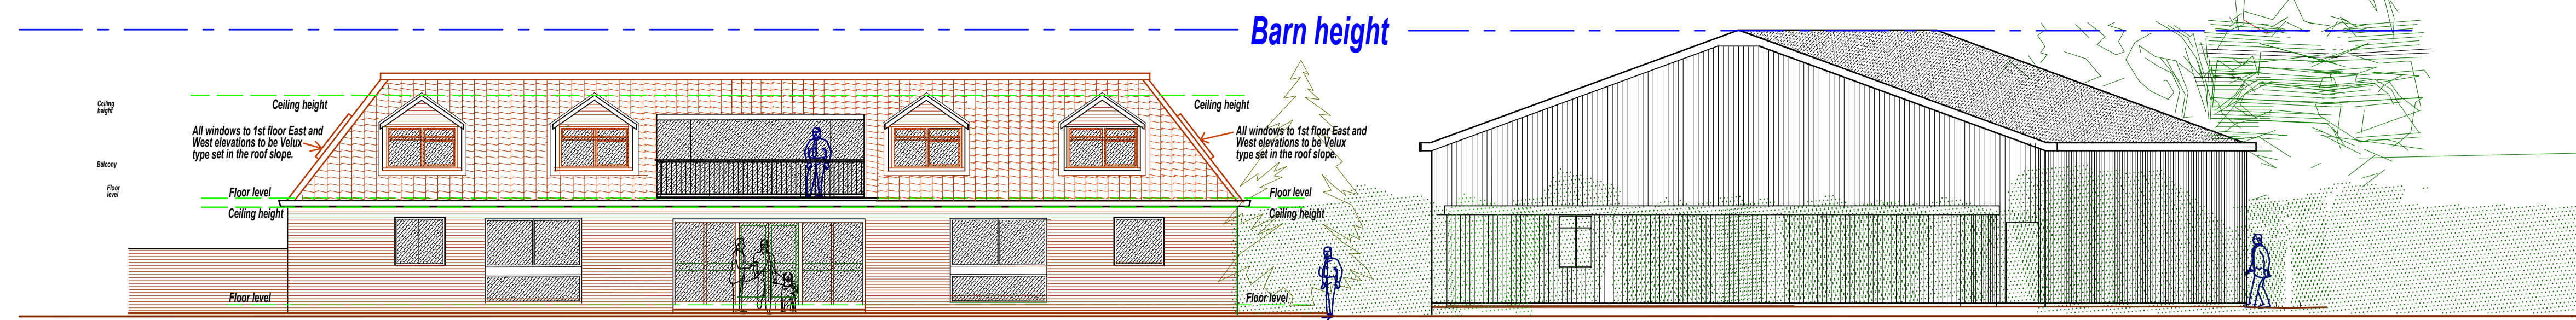 Barn height
Ceiling
height
Ceiling height
Ceiling height
All windows to 1st floor East and
West elevations to be Velux
type set in the roof slope.
All windows to 1st floor East and
West elevations to be Velux
type set in the roof slope.
Balcony
Floor
level
Floor level
Floor level
Ceiling height
Ceiling height
Floor level
Floor level